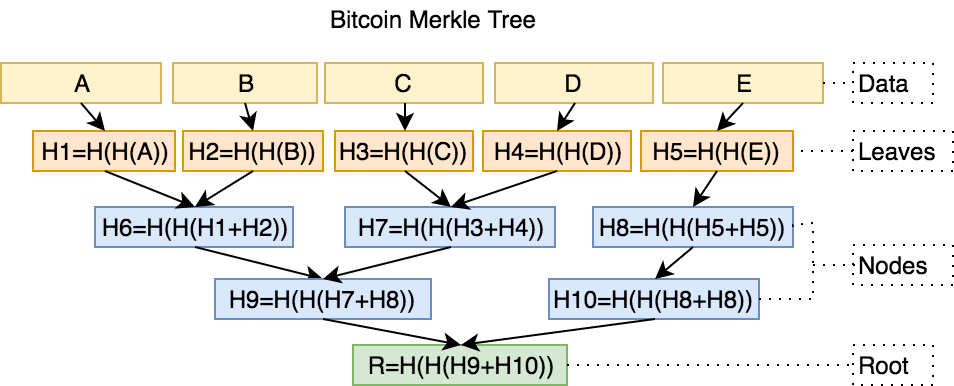 Bitcoin Merkle Tree
A
B
C
D
E
Data
H1=H(H(A))
H2=H(H(B))
H3=H(H(C))
H4=H(H(D))
H5=H(H(E))
Leaves
H6=H(H(H1+H2))
H7=H(H(H3+H4))
H8=H(H(H5+H5))
Nodes
H9=H(H(H7+H8))
H10=H(H(H8+H8))
R=H(H(H9+H10))
Root